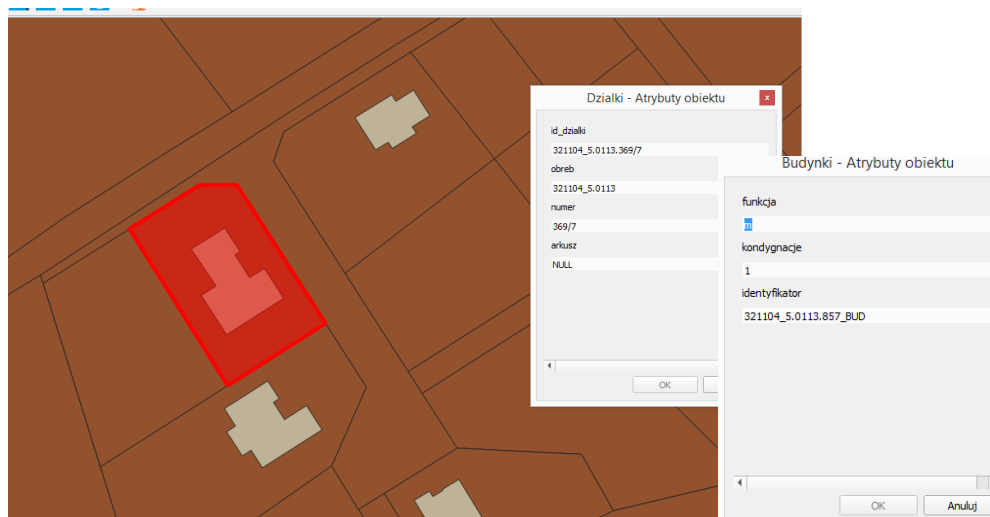 Dzialki - Atrybuty obiektu
x
id_dzialki
321104_5.0113.369/7
obreb
321104_5.0113
numer
369/7
arkusz
NULL
OK
Budynki - Atrybuty obiektu
funkcja
m
kondygnacje
1
identyfikator
321104_5.0113.857_BUD
OK
Anuluj